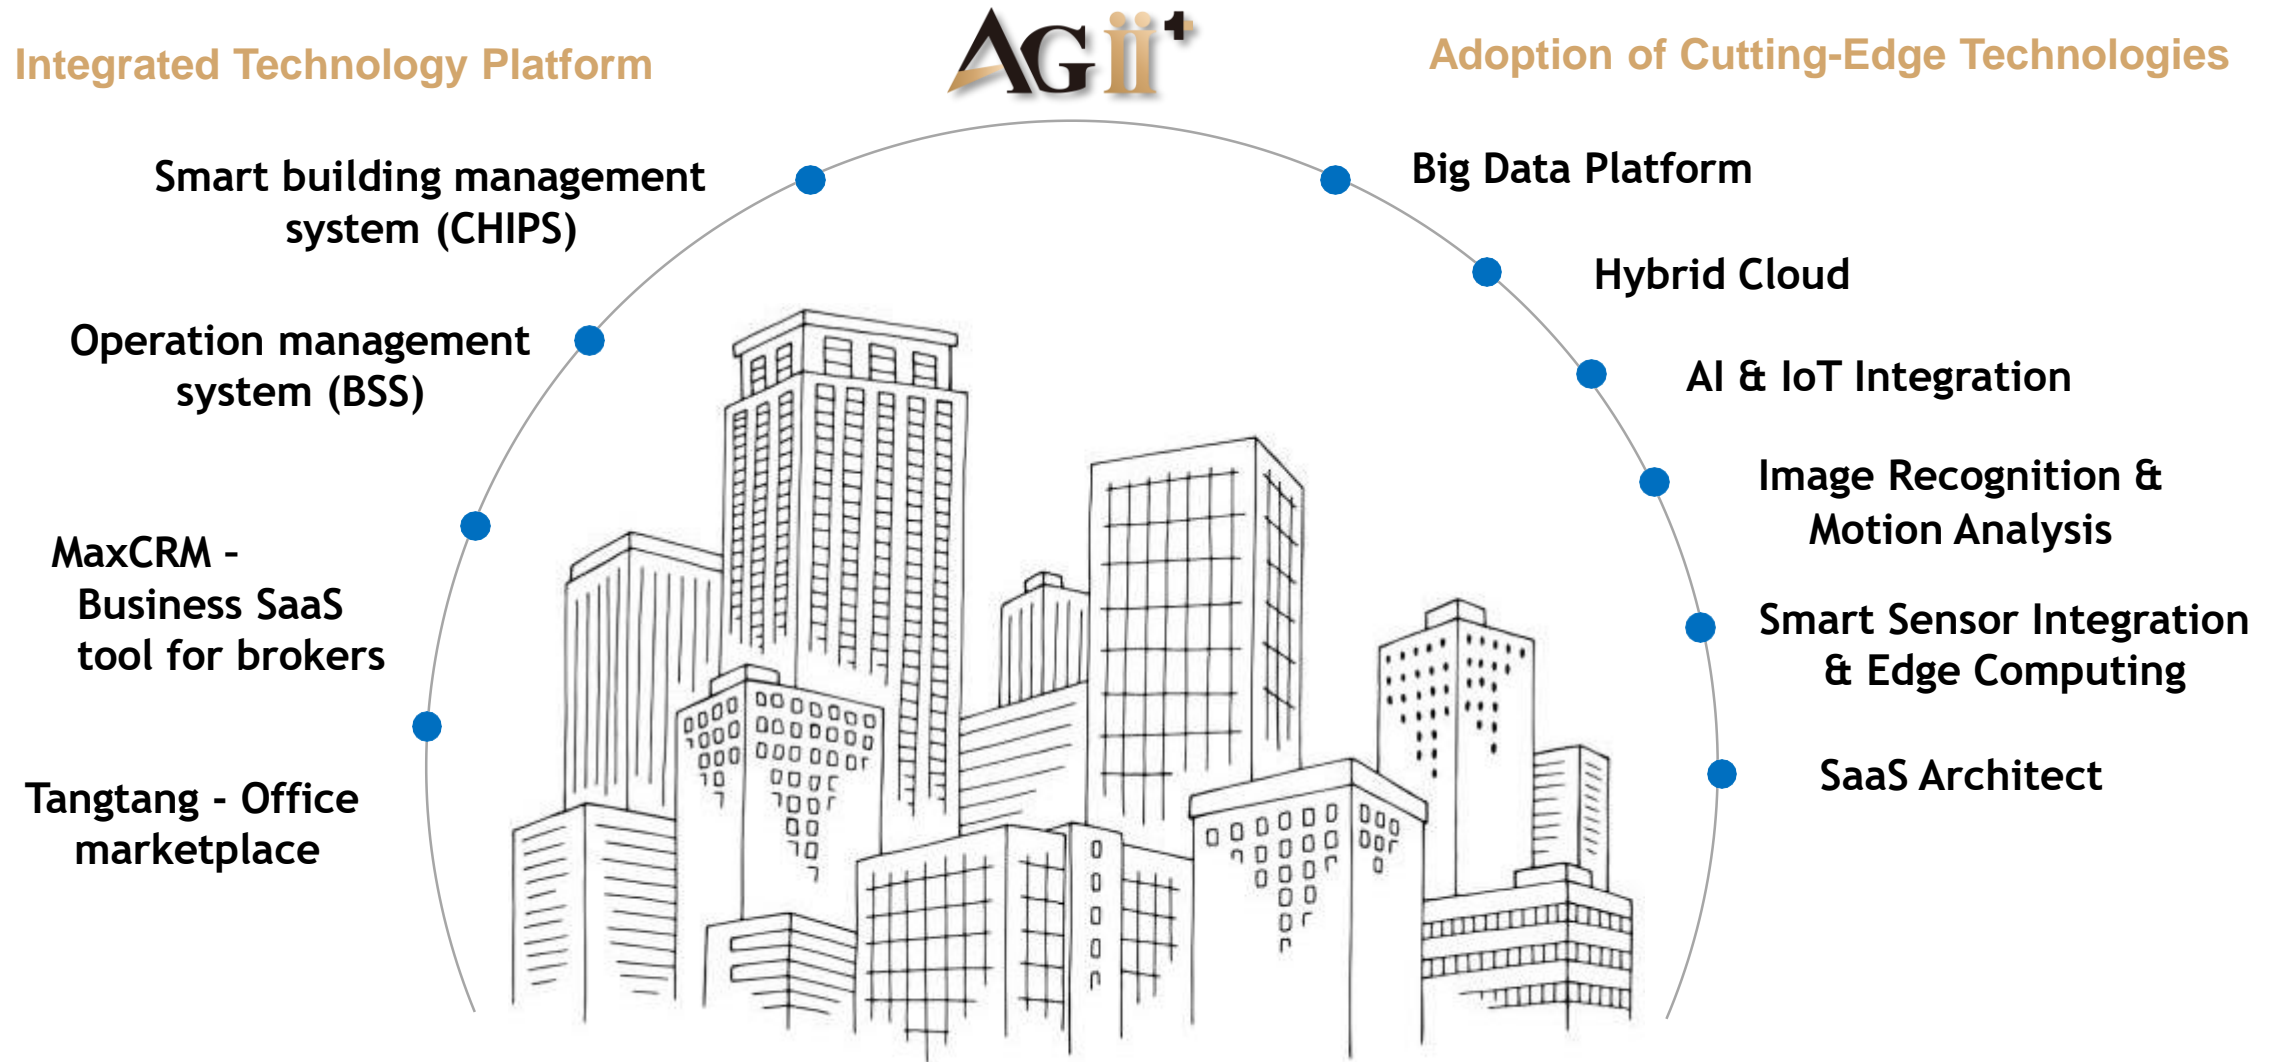 AGii+
Integrated Technology Platform
Smart building management
system (CHIPS)
Operation management
system (BSS)
MaxCRM –
Business SaaS
tool for brokers
Tangtang - Office
marketplace
Adoption of Cutting-Edge Technologies
Big Data Platform
Hybrid Cloud
AI & IoT Integration
Image Recognition &
Motion Analysis
Smart Sensor Integration
& Edge Computing
SaaS Architect